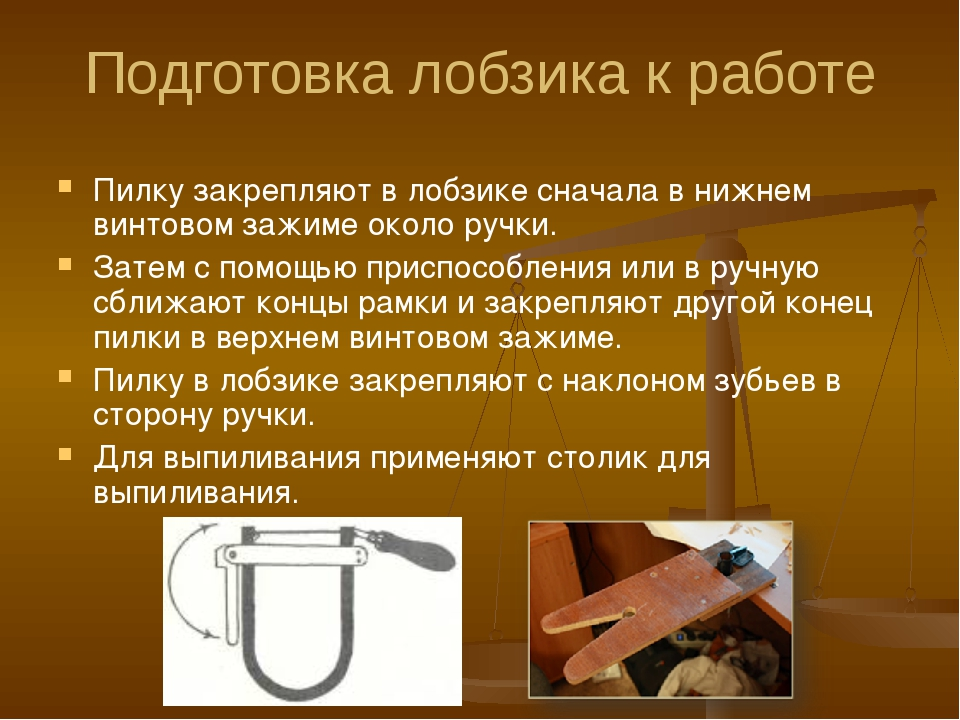 Подготовка лобзика к работе
Пилку закрепляют в лобзике сначала в нижнем
винтовом зажиме около ручки.
Затем с помощью приспособления или в ручную
сближают концы рамки и закрепляют другой конец
пилки в верхнем винтовом зажиме.
Пилку в лобзике закрепляют с наклоном зубьев в
сторону ручки.
Для выпиливания применяют столик для
выпиливания.